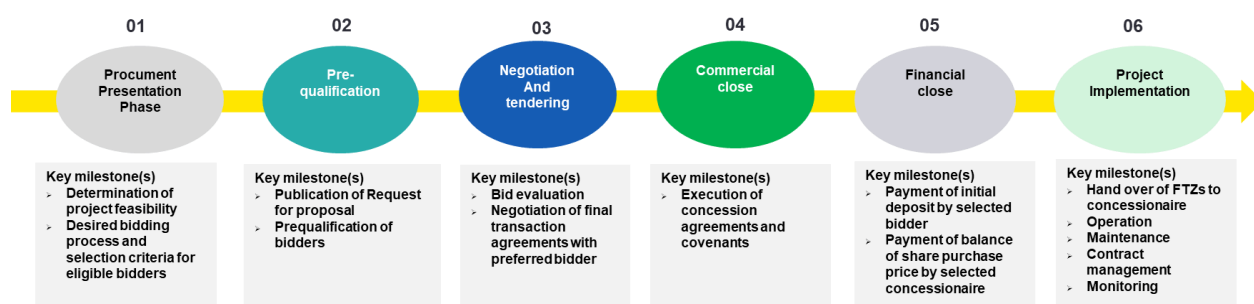 01
Procument
Presentation
Phase
Key milestone(s)
➢ Determination of
project feasibility
➢ Desired bidding
process and
selection criteria for
eligible bidders
02
Pre-
qualification
Key milestone(s)
➢ Publication of Request
for proposal
➢ Prequalification of
bidders
03
Negotiation
And
tendering
Key milestone(s)
➢ Bid evaluation
➢ Negotiation of final
transaction
agreements with
preferred bidder
04
Commercial
close
Key milestone(s)
➢ Execution of
concession
agreements and
covenants
05
Financial
close
Key milestone(s)
➢ Payment of initial
deposit by selected
bidder
➢ Payment of balance
of share purchase
price by selected
concessionaire
06
Project
Implementation
Key milestone(s)
➢ Hand over of FTZs to
concessionaire
➢ Operation
➢ Maintenance
➢ Contract
management
➢ Monitoring